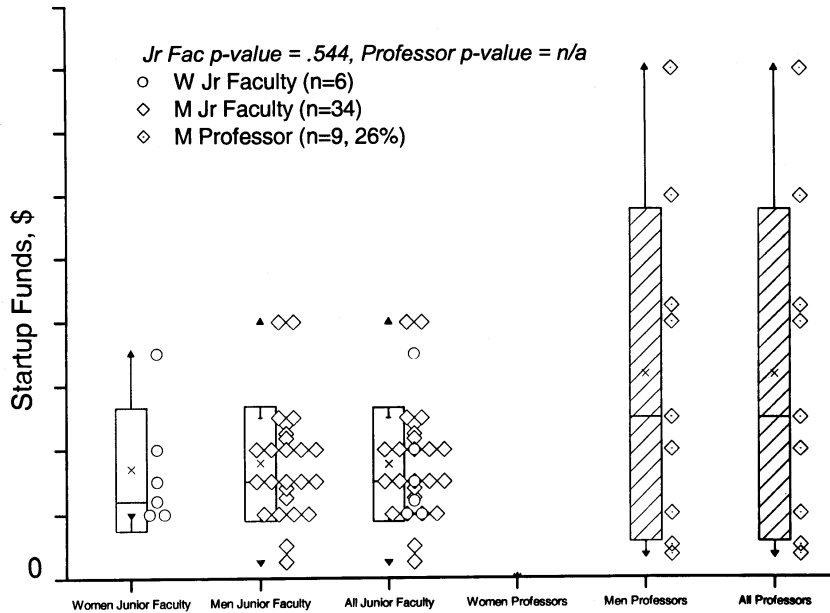 Jr Fac p-value = .544, Professor p-value = n/a
W Jr Faculty (n=6)
M Jr Faculty (n=34)
M Professor (n=9, 26%)
Startup Funds, $
0
Women Junior Faculty
Men Junior Faculty
All Junior Faculty
Women Professors
Men Professors
All Professors